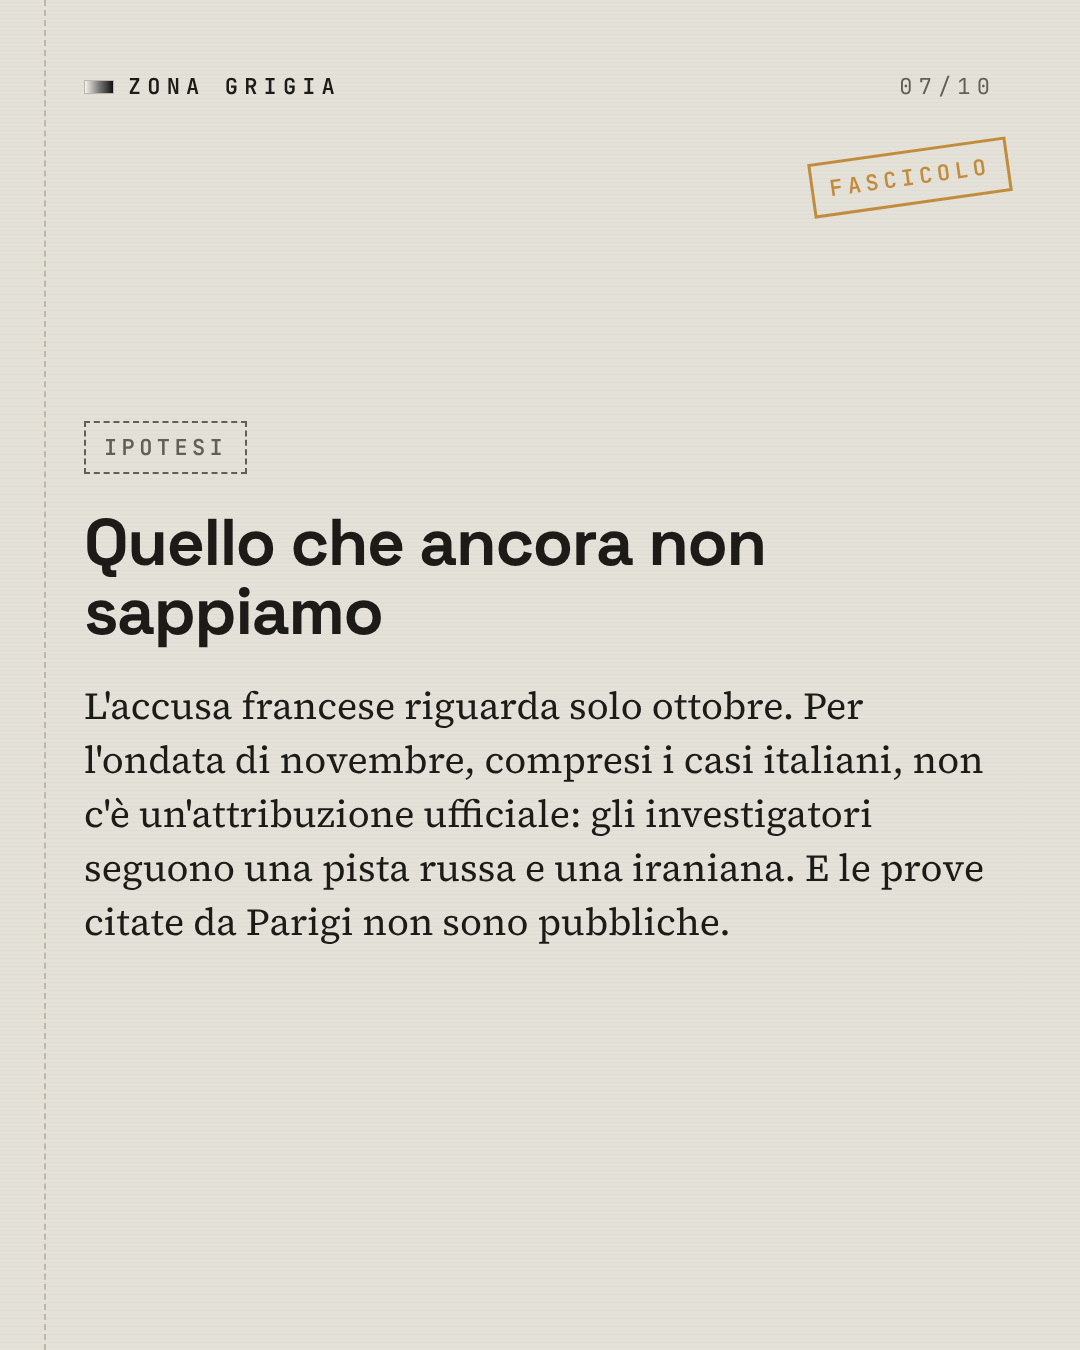 ZONA GRIGIA
07/10
FASCICOLO
IPOTESI
Quello che ancora non
sappiamo
L'accusa francese riguarda solo ottobre. Per
l'ondata di novembre, compresi i casi italiani, non
c'è un'attribuzione ufficiale: gli investigatori
seguono una pista russa e una iraniana. E le prove
citate da Parigi non sono pubbliche.